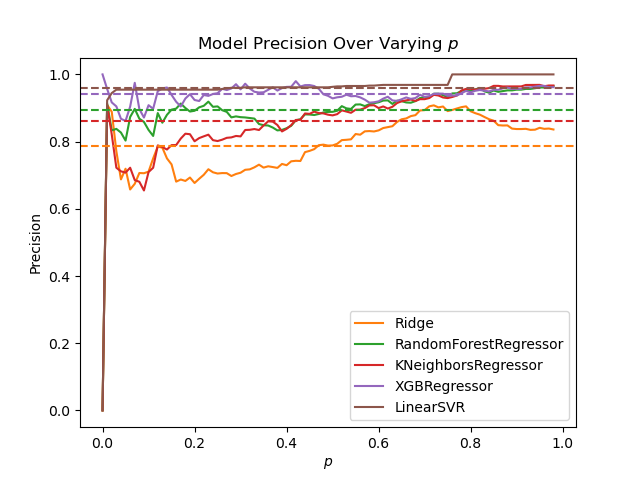 Model Precision Over Varying p
1.0
0.8
0.6
0.4
0.2
0.0
Precision
Ridge
RandomForestRegressor
KNeighborsRegressor
XGBRegressor
LinearSVR
0.0 0.2 0.4 0.6 0.8 1.0
p